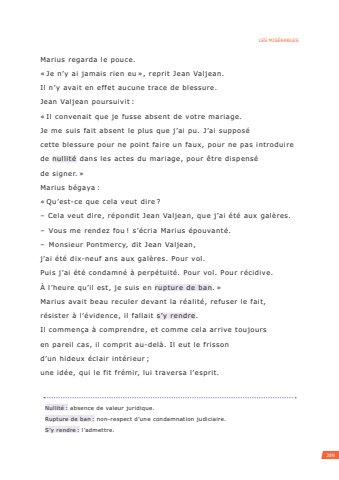 LES MISÉRABLES
Marius regarda le pouce.
« Je n’y ai jamais rien eu », reprit Jean Valjean.
Il n’y avait en effet aucune trace de blessure.
Jean Valjean poursuivit :
« Il convenait que je fusse absent de votre mariage.
Je me suis fait absent le plus que j’ai pu. J’ai supposé
cette blessure pour ne point faire un faux, pour ne pas introduire
de nullité dans les actes du mariage, pour être dispensé
de signer. »
Marius bégaya :
« Qu’est-ce que cela veut dire ?
– Cela veut dire, répondit Jean Valjean, que j’ai été aux galères.
– Vous me rendez fou ! s’écria Marius épouvanté.
– Monsieur Pontmercy, dit Jean Valjean,
j’ai été dix-neuf ans aux galères. Pour vol.
Puis j’ai été condamné à perpétuité. Pour vol. Pour récidive.
À l’heure qu’il est, je suis en rupture de ban. »
Marius avait beau reculer devant la réalité, refuser le fait,
résister à l’évidence, il fallait s’y rendre.
Il commença à comprendre, et comme cela arrive toujours
en pareil cas, il comprit au-delà. Il eut le frisson
d’un hideux éclair intérieur ;
une idée, qui le fit frémir, lui traversa l’esprit.
Nullité : absence de valeur juridique.
Rupture de ban : non-respect d’une condamnation judiciaire.
S’y rendre : l’admettre.
269